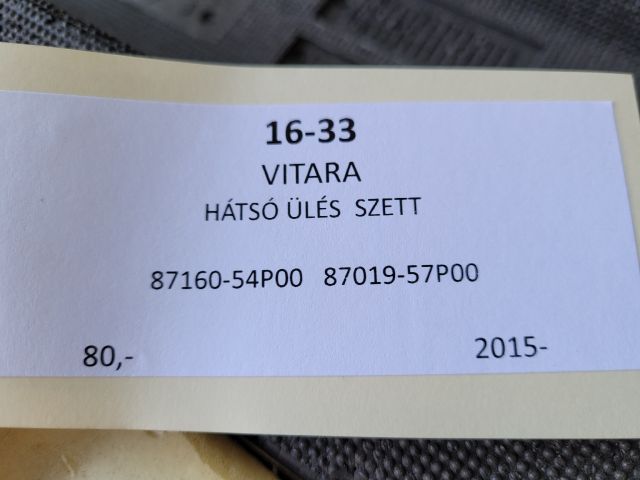 16-33
VITARA
HÁTSÓ ÜLÉS SZETT
87160-54P00 87019-57P00
80,- 2015-